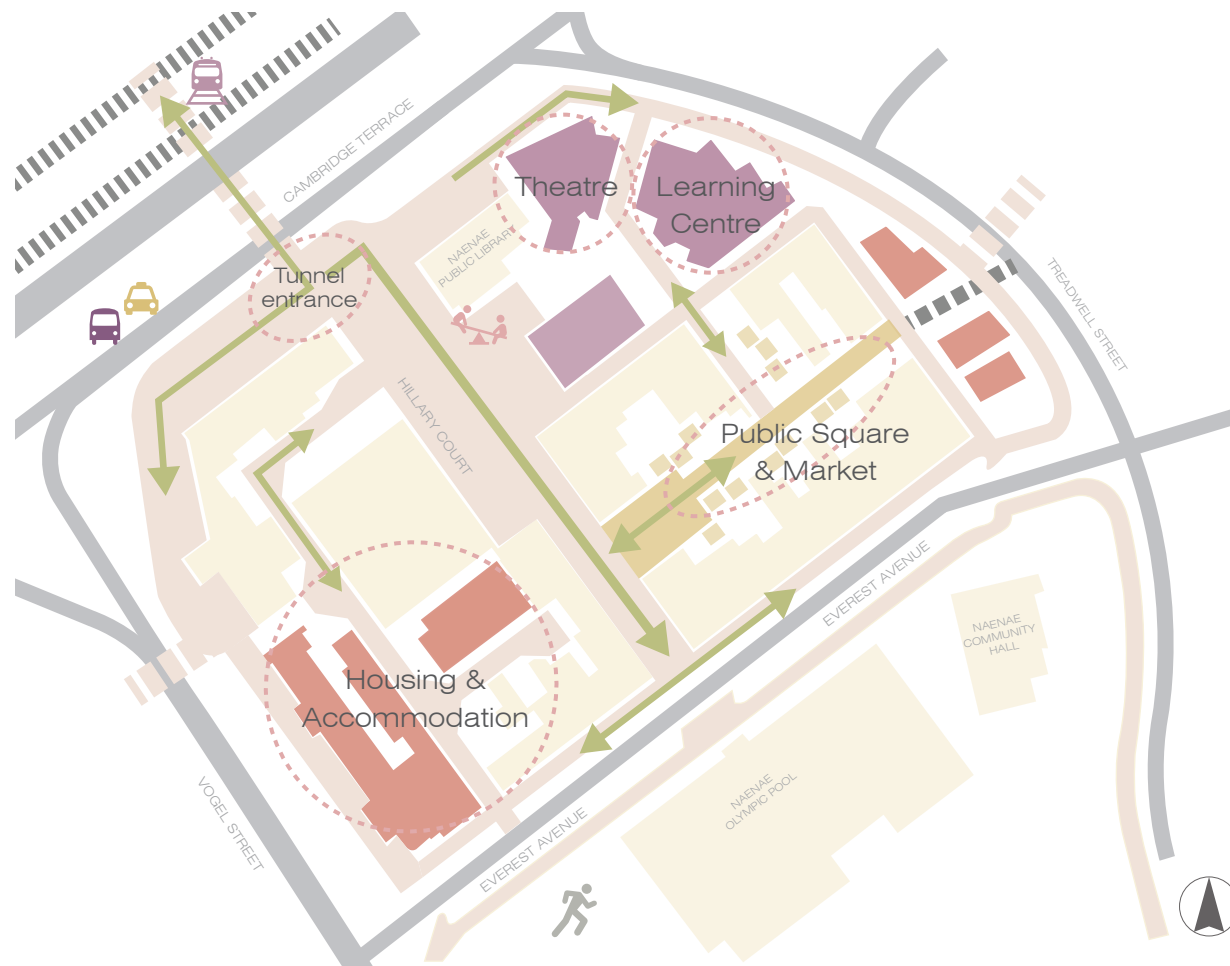 CAMBRIDGE TERRACE
Theatre
Learning
Centre
NAENAE
PUBLIC LIBRARY
Tunnel
entrance
TREADWELL STREET
HILLARY COURT
Public Square
& Market
EVEREST AVENUE
NAENAE
COMMUNITY
HALL
Housing &
Accommodation
NAENAE
OLYMPIC POOL
VOGEL STREET
EVEREST AVENUE